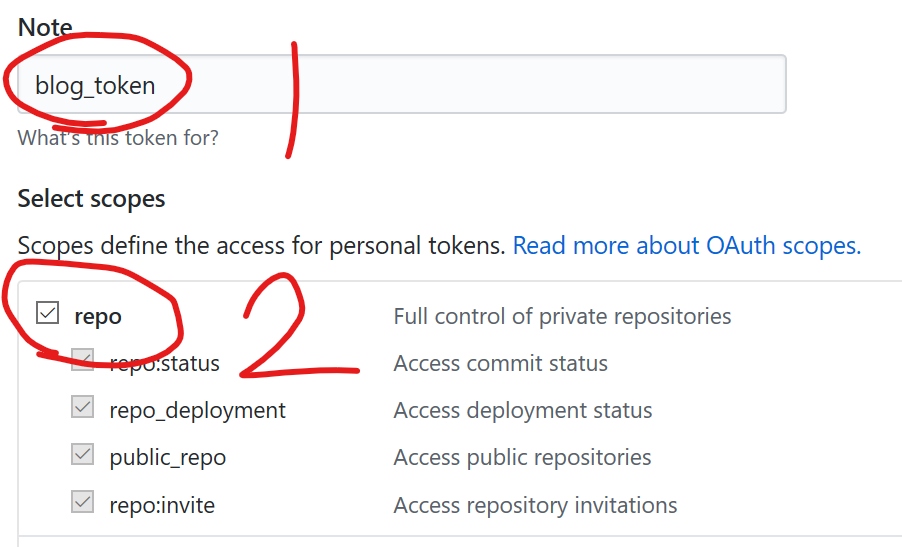 Note
blog_token
1
What's this token for?
Select scopes
Scopes define the access for personal tokens. Read more about OAuth scopes.
2
repo Full control of private repositories
repo:status Access commit status
repo_deployment Access deployment status
public_repo Access public repositories
repo:invite Access repository invitations